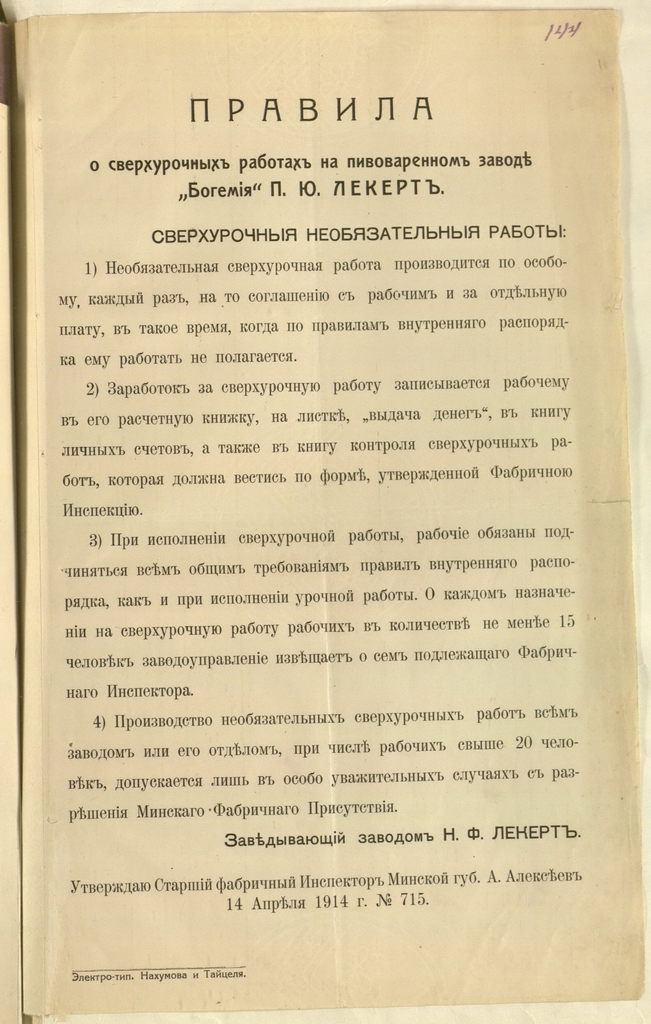 144
ПРАВИЛА
о сверхурочныхъ работахъ на пивоваренномъ заводѣ
„Богемія“ П. Ю. ЛЕКЕРТЪ.
СВЕРХУРОЧНЫЯ НЕОБЯЗАТЕЛЬНЫЯ РАБОТЫ:
1) Необязательная сверхурочная работа производится по особо-
му, каждый разъ, на то соглашенію съ рабочимъ и за отдѣльную
плату, въ такое время, когда по правиламъ внутренняго распоряд-
ка ему работать не полагается.
2) Заработокъ за сверхурочную работу записывается рабочему
въ его расчетную книжку, на листкѣ, „выдача денегъ“, въ книгу
личныхъ счетовъ, а также въ книгу контроля сверхурочныхъ ра-
ботъ, которая должна вестись по формѣ, утвержденной Фабричною
Инспекцію.
3) При исполненіи сверхурочной работы, рабочіе обязаны под-
чиняться всѣмъ общимъ требованіямъ правилъ внутренняго распо-
рядка, какъ и при исполненіи урочной работы. О каждомъ назначе-
ніи на сверхурочную работу рабочихъ въ количествѣ не менѣе 15
человѣкъ заводоуправленіе извѣщаетъ о семъ подлежащаго Фабрич-
наго Инспектора.
4) Производство необязательныхъ сверхурочныхъ работъ всѣмъ
заводомъ или его отдѣломъ, при числѣ рабочихъ свыше 20 чело-
вѣкъ, допускается лишь въ особо уважительныхъ случаяхъ съ раз-
рѣшенія Минскаго Фабричнаго Присутствія.
Завѣдывающій заводомъ Н. Ф. ЛЕКЕРТЪ.
Утверждаю Старшій фабричный Инспекторъ Минской губ. А. Алексѣевъ
14 Апрѣля 1914 г. № 715.
Электро-тип. Нахумова и Тайцеля.